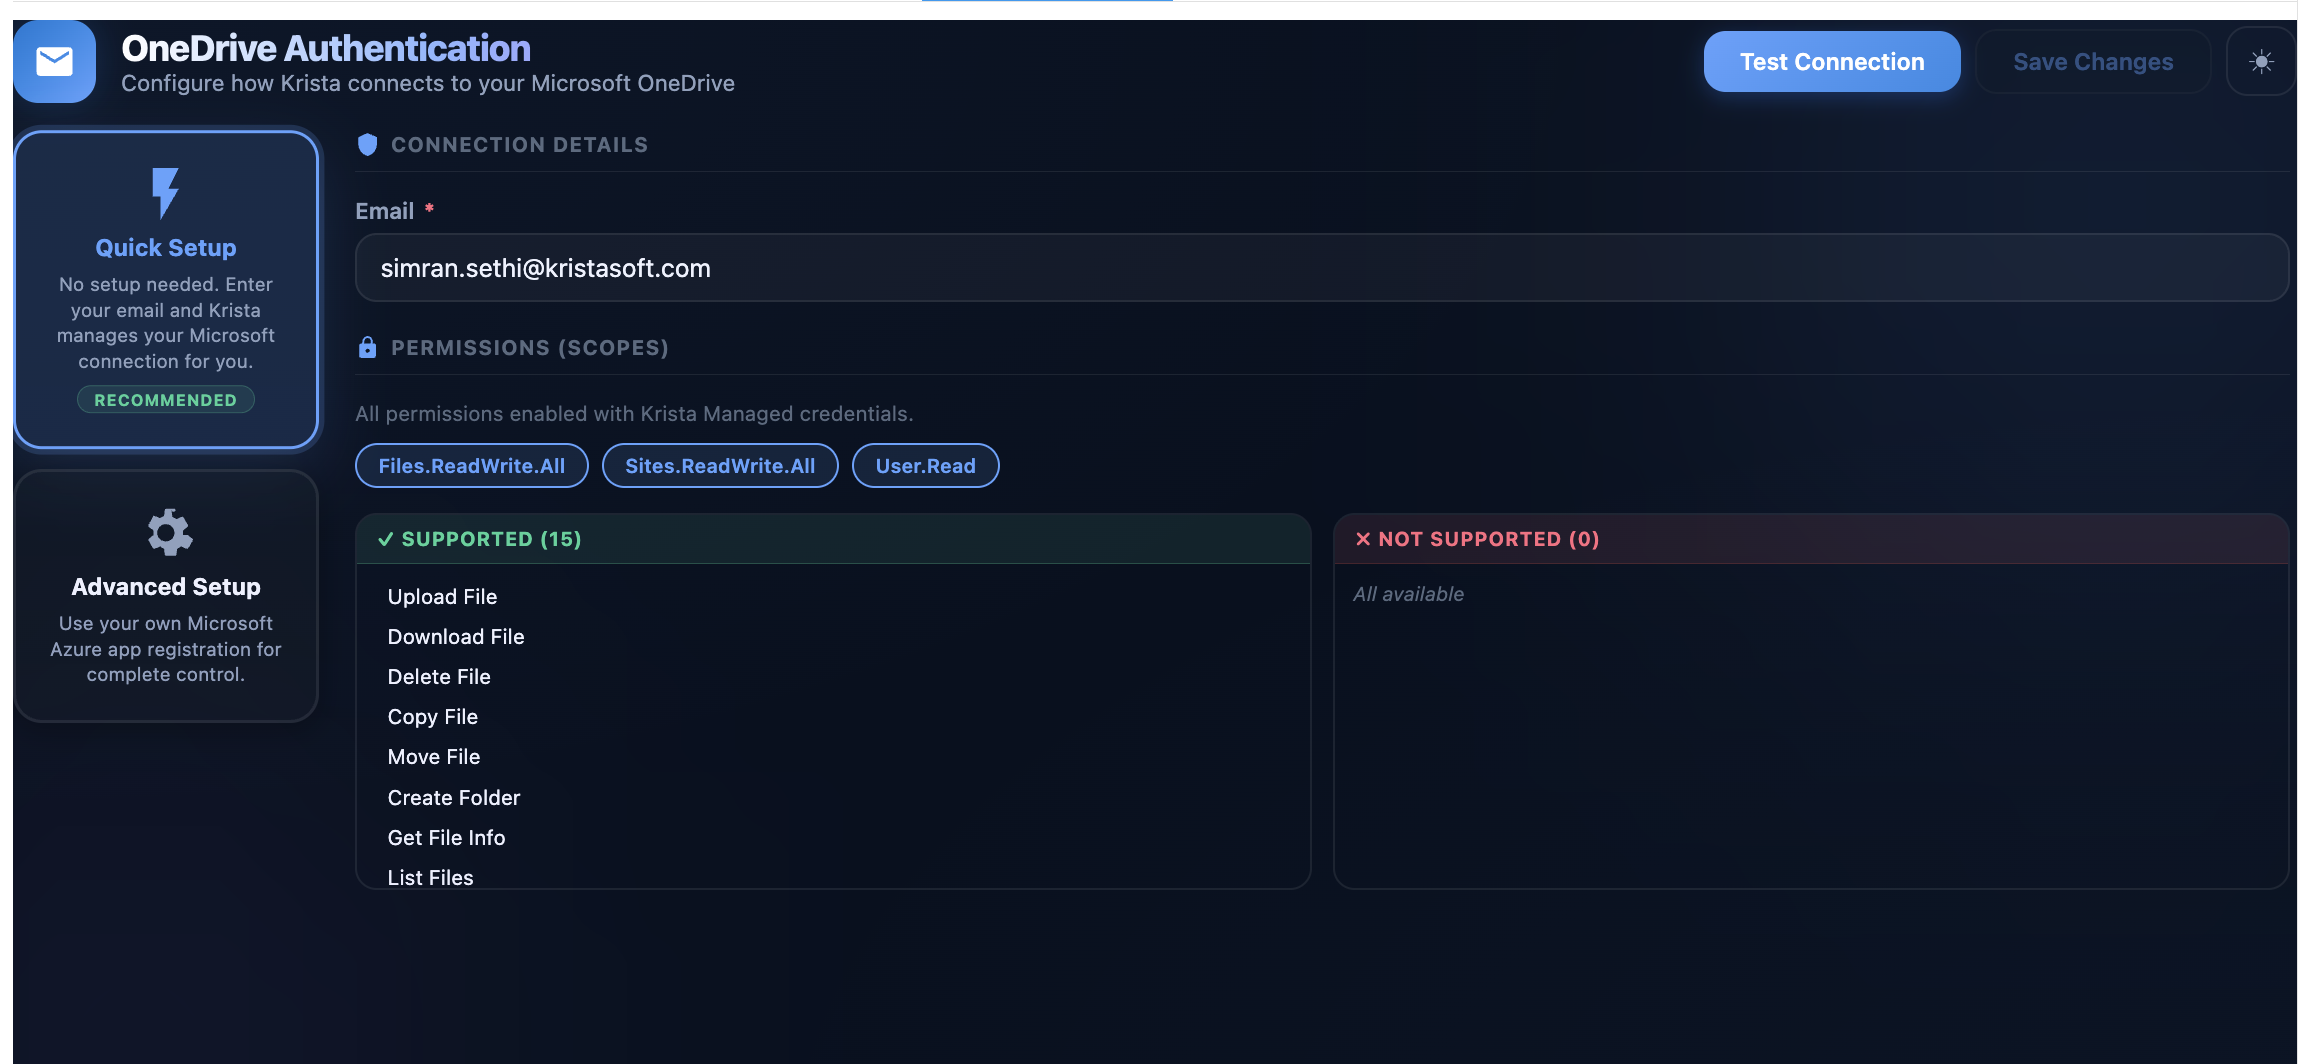 OneDrive Authentication
Configure how Krista connects to your Microsoft OneDrive
Test Connection
Save Changes
Quick Setup
No setup needed. Enter
your email and Krista
manages your Microsoft
connection for you.
RECOMMENDED
Advanced Setup
Use your own Microsoft
Azure app registration for
complete control.
CONNECTION DETAILS
Email *
simran.sethi@kristasoft.com
PERMISSIONS (SCOPES)
All permissions enabled with Krista Managed credentials.
Files.ReadWrite.All
Sites.ReadWrite.All
User.Read
✓ SUPPORTED (15)
Upload File
Download File
Delete File
Copy File
Move File
Create Folder
Get File Info
List Files
✕ NOT SUPPORTED (0)
All available